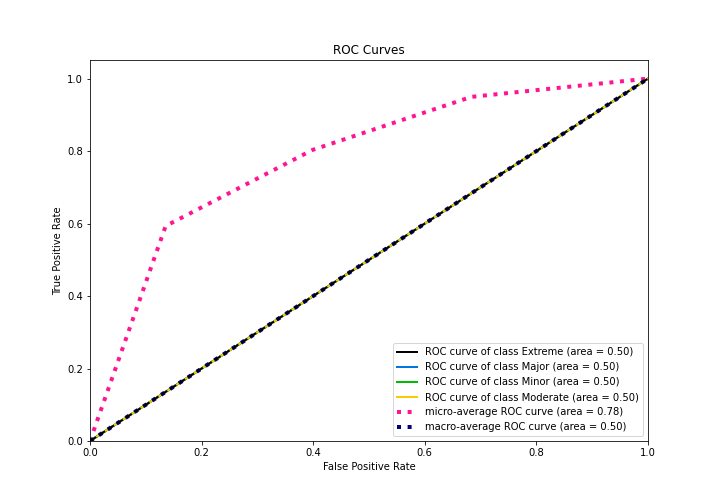 ROC Curves
True Positive Rate
1.0
0.8
0.6
0.4
0.2
0.0
0.0 0.2 0.4 0.6 0.8 1.0
False Positive Rate
ROC curve of class Extreme (area = 0.50)
ROC curve of class Major (area = 0.50)
ROC curve of class Minor (area = 0.50)
ROC curve of class Moderate (area = 0.50)
micro-average ROC curve (area = 0.78)
macro-average ROC curve (area = 0.50)